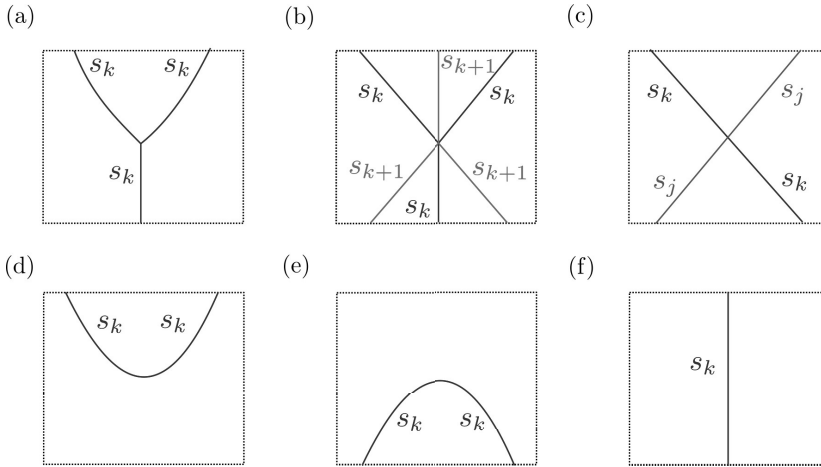 (a) (b) (c)
s_k s_k s_{k+1} s_k s_k s_k s_j
s_k s_{k+1} s_{k+1} s_k s_j s_k
(d) (e) (f)
s_k s_k s_k s_k s_k